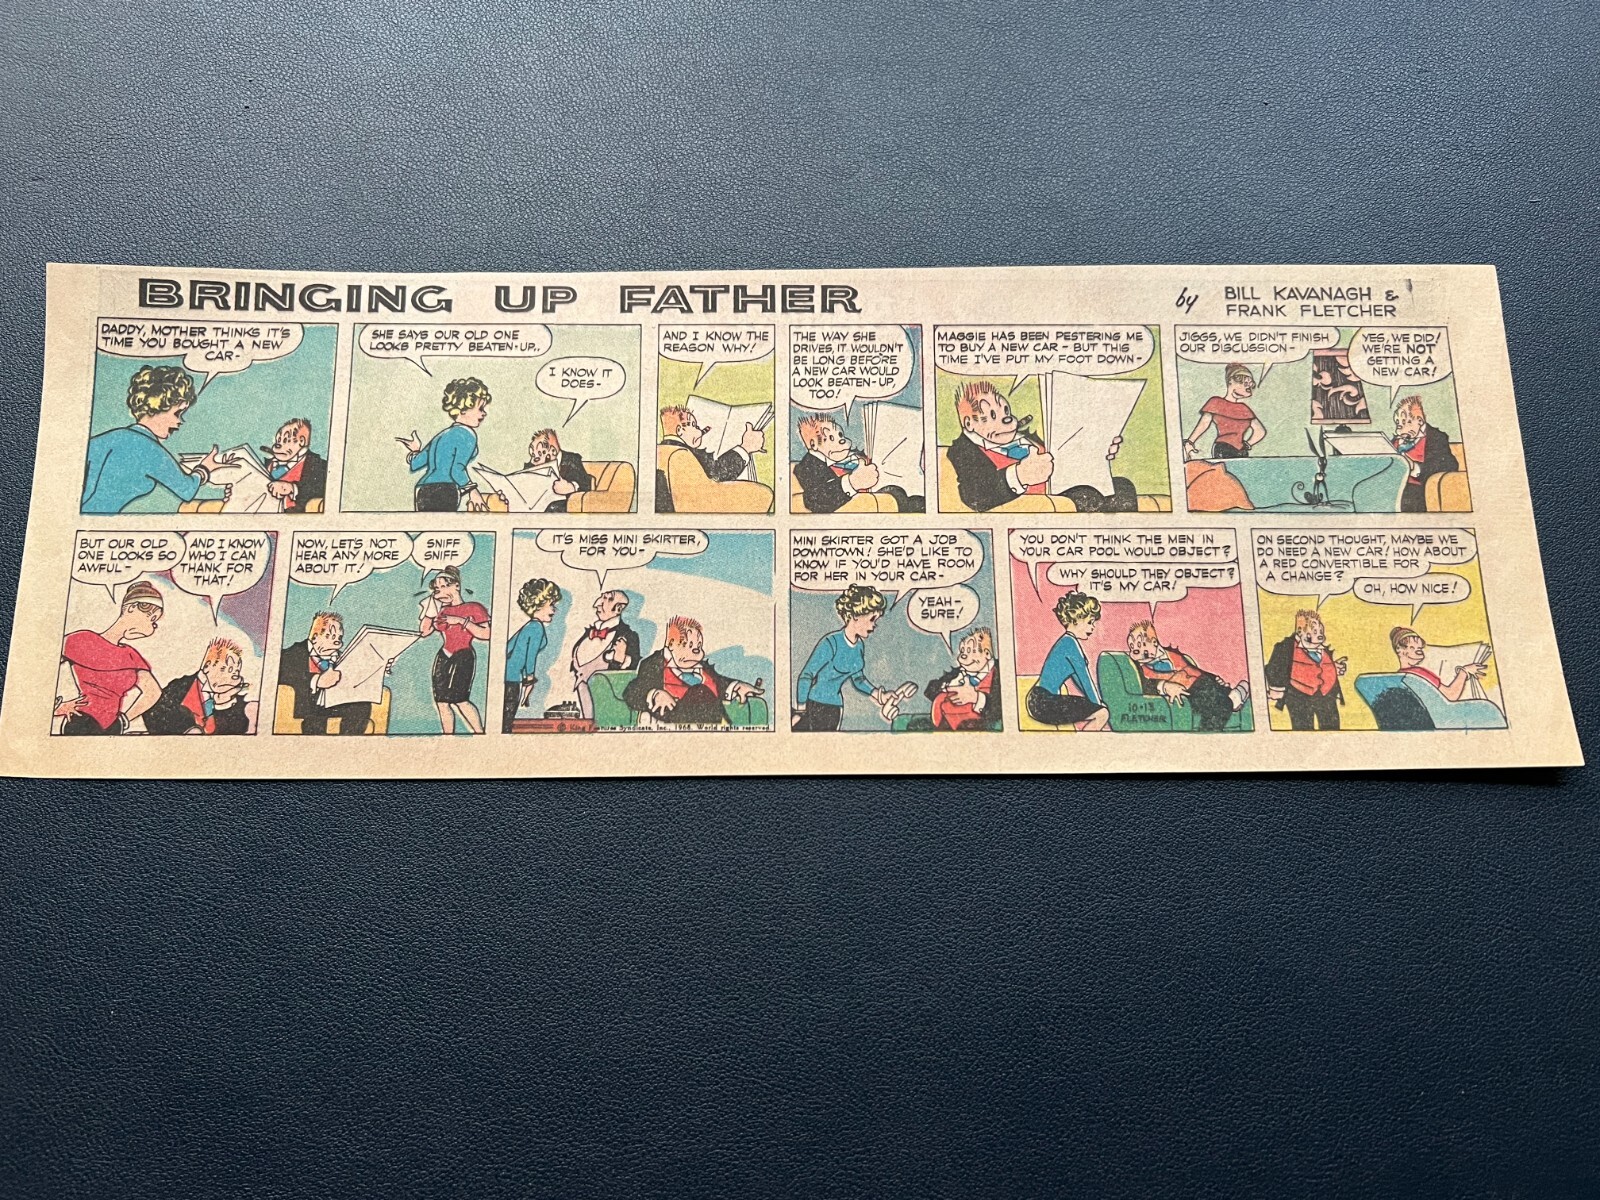 BRINGING UP FATHER
by BILL KAVANAGH &
FRANK FLETCHER
DADDY, MOTHER THINKS IT'S
TIME YOU BOUGHT A NEW
CAR-
SHE SAYS OUR OLD ONE
LOOKS PRETTY BEATEN-UP..
I KNOW IT
DOES-
AND I KNOW THE
REASON WHY!
THE WAY SHE
DRIVES, IT WOULDN'T
BE LONG BEFORE
A NEW CAR WOULD
LOOK BEATEN-UP,
TOO!
MAGGIE HAS BEEN PESTERING ME
TO BUY A NEW CAR - BUT THIS
TIME I'VE PUT MY FOOT DOWN-
JIGGS, WE DIDN'T FINISH
OUR DISCUSSION-
YES, WE DID!
WE'RE NOT
GETTING A
NEW CAR!
BUT OUR OLD
ONE LOOKS SO
AWFUL-
AND I KNOW
WHO I CAN
THANK FOR
THAT!
NOW, LET'S NOT
HEAR ANY MORE
ABOUT IT!
SNIFF
SNIFF
IT'S MISS MINI SKIRTER,
FOR YOU-
© King Features Syndicate, Inc., 1968. World rights reserved.
MINI SKIRTER GOT A JOB
DOWNTOWN! SHE'D LIKE TO
KNOW IF YOU'D HAVE ROOM
FOR HER IN YOUR CAR-
YEAH-
SURE!
YOU DON'T THINK THE MEN IN
YOUR CAR POOL WOULD OBJECT?
WHY SHOULD THEY OBJECT?
IT'S MY CAR!
10-13
FLETCHER
ON SECOND THOUGHT, MAYBE WE
DO NEED A NEW CAR! HOW ABOUT
A RED CONVERTIBLE FOR
A CHANGE?
OH, HOW NICE!